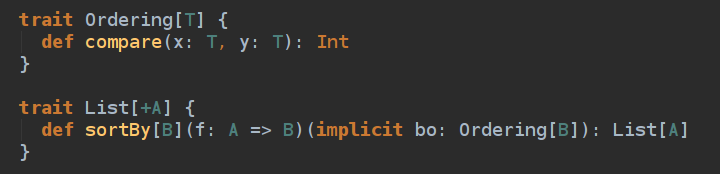 trait Ordering[T] {
  def compare(x: T, y: T): Int
}
trait List[+A] {
  def sortBy[B](f: A => B)(implicit bo: Ordering[B]): List[A]
}